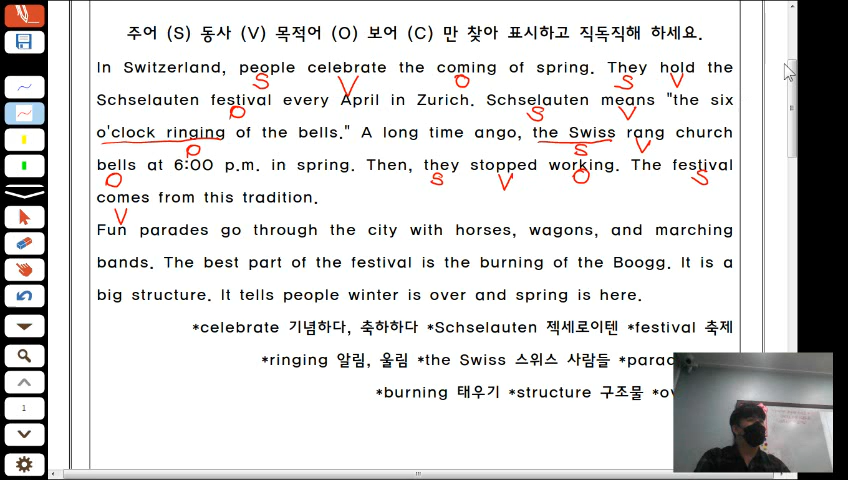 주어 (S) 동사 (V) 목적어 (O) 보어 (C) 만 찾아 표시하고 직독직해 하세요.
In Switzerland, people celebrate the coming of spring. They hold the
S V O S V
Schselauten festival every April in Zurich. Schselauten means "the six
O S V
o'clock ringing of the bells." A long time ango, the Swiss rang church
O S V
bells at 6:00 p.m. in spring. Then, they stopped working. The festival
O S V O S
comes from this tradition.
V
Fun parades go through the city with horses, wagons, and marching
bands. The best part of the festival is the burning of the Boogg. It is a
big structure. It tells people winter is over and spring is here.
*celebrate 기념하다, 축하하다 *Schselauten 젝세로이텐 *festival 축제
*ringing 알림, 울림 *the Swiss 스위스 사람들
*burning 태우기 *structure 구조물
1